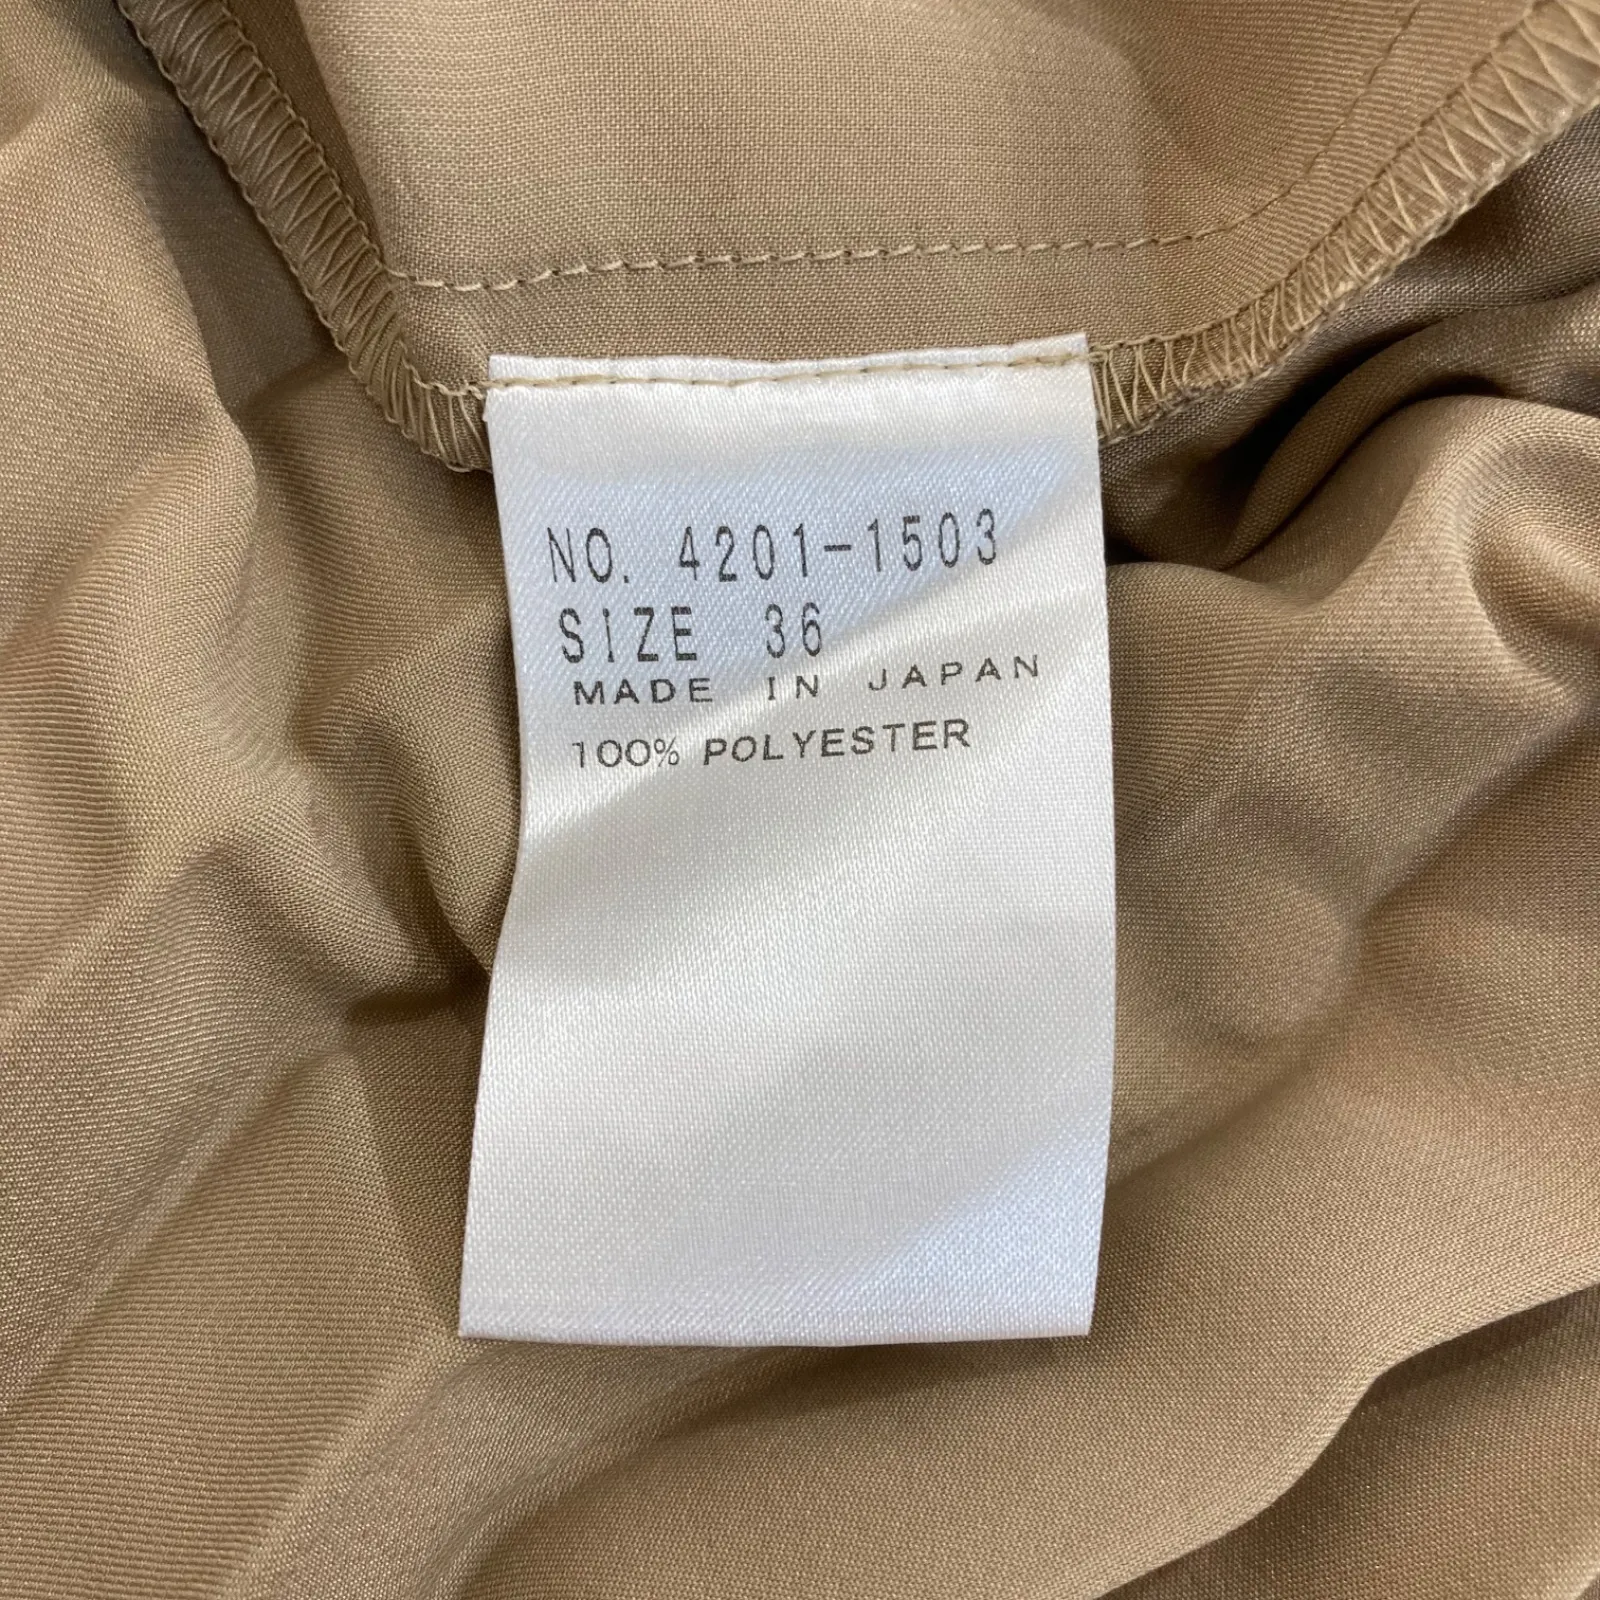 NO. 4201-1503
SIZE 36
MADE IN JAPAN
100% POLYESTER